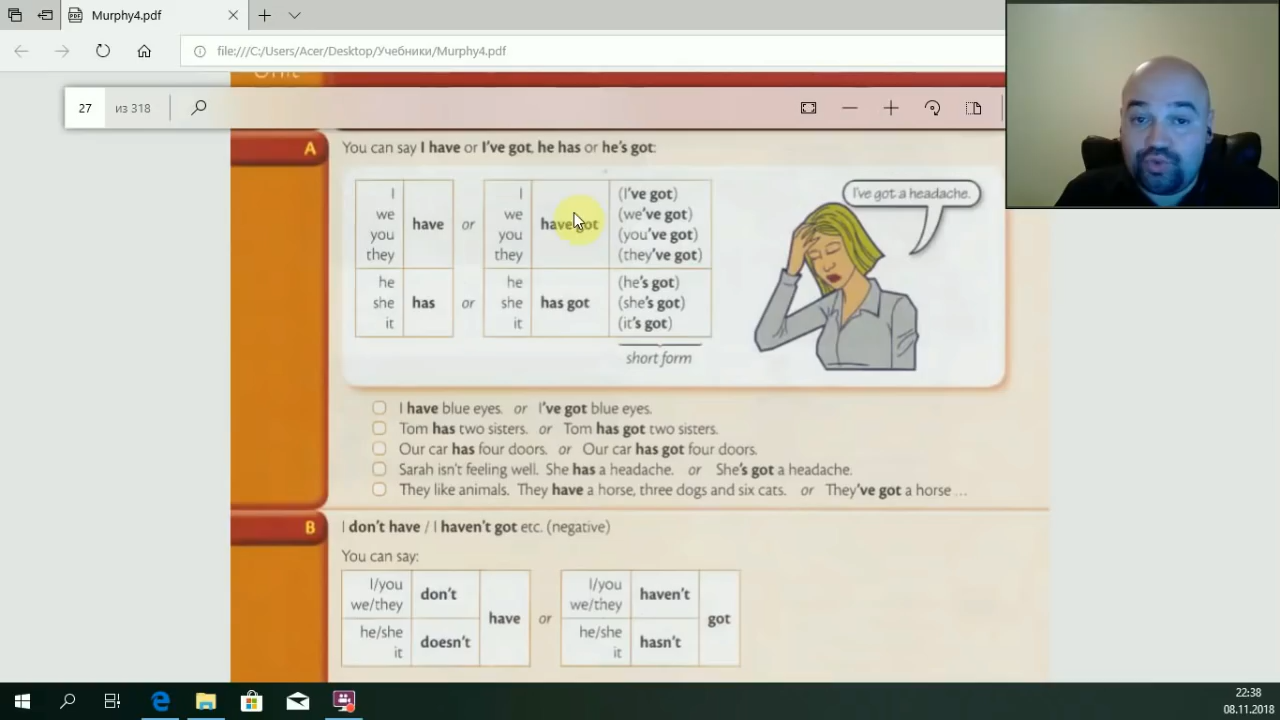 Murphy4.pdf
file:///C:/Users/Acer/Desktop/Учебники/Murphy4.pdf
Unit
27 из 318
A
You can say I have or I've got, he has or he's got:
I
we
you
they
have
or
I
we
you
they
have got
(I've got)
(we've got)
(you've got)
(they've got)
he
she
it
has
or
he
she
it
has got
(he's got)
(she's got)
(it's got)
short form
I've got a headache.
I have blue eyes. or I've got blue eyes.
Tom has two sisters. or Tom has got two sisters.
Our car has four doors. or Our car has got four doors.
Sarah isn't feeling well. She has a headache. or She's got a headache.
They like animals. They have a horse, three dogs and six cats. or They've got a horse ...
B
I don't have / I haven't got etc. (negative)
You can say:
I/you
we/they
don't
he/she
it
doesn't
have
or
I/you
we/they
haven't
he/she
it
hasn't
got
22:38
08.11.2018